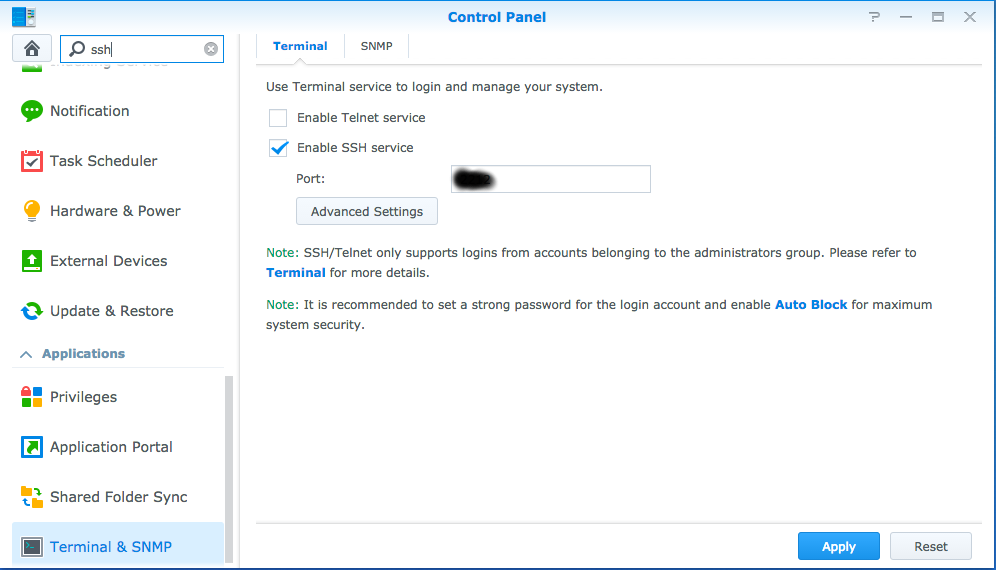 Control Panel
ssh
Terminal
SNMP
Notification
Task Scheduler
Hardware & Power
External Devices
Update & Restore
Applications
Privileges
Application Portal
Shared Folder Sync
Terminal & SNMP
Use Terminal service to login and manage your system.
Enable Telnet service
Enable SSH service
Port:
Advanced Settings
Note: SSH/Telnet only supports logins from accounts belonging to the administrators group. Please refer to
Terminal for more details.
Note: It is recommended to set a strong password for the login account and enable Auto Block for maximum
system security.
Apply
Reset